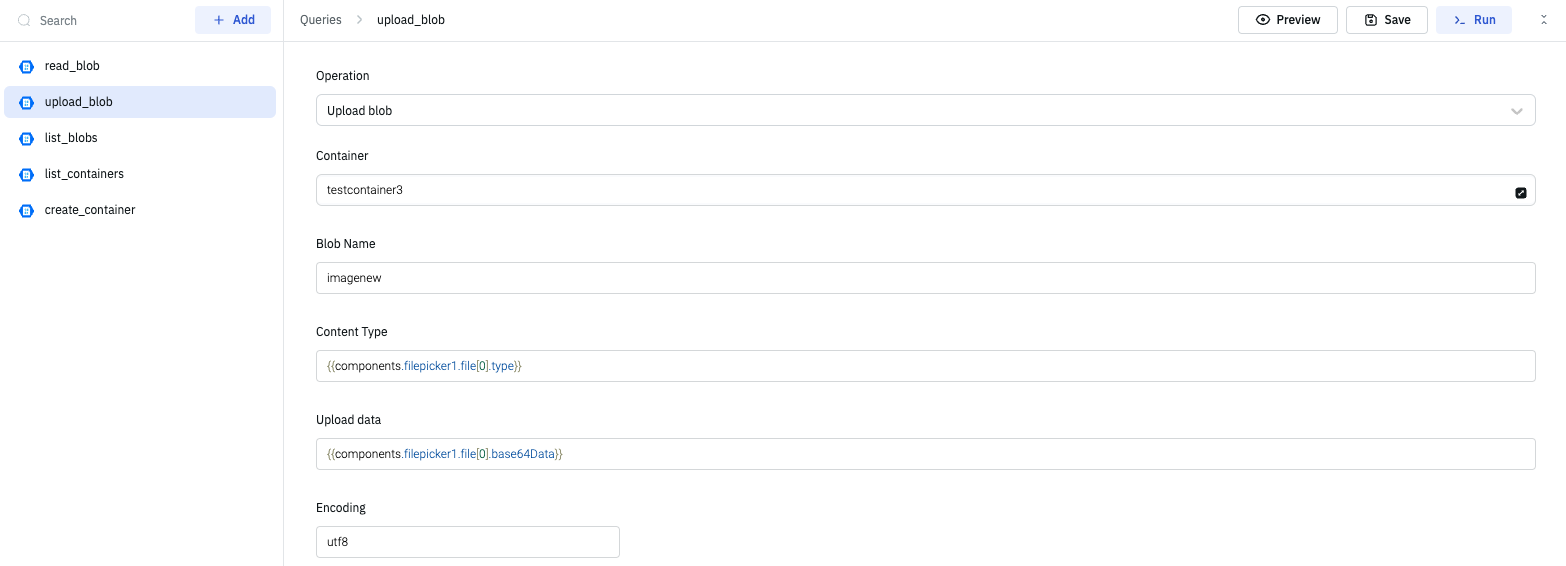 Search
+ Add
Queries > upload_blob
Preview
Save
Run
read_blob
upload_blob
list_blobs
list_containers
create_container
Operation
Upload blob
Container
testcontainer3
Blob Name
imagenew
Content Type
{{components.filepicker1.file[0].type}}
Upload data
{{components.filepicker1.file[0].base64Data}}
Encoding
utf8